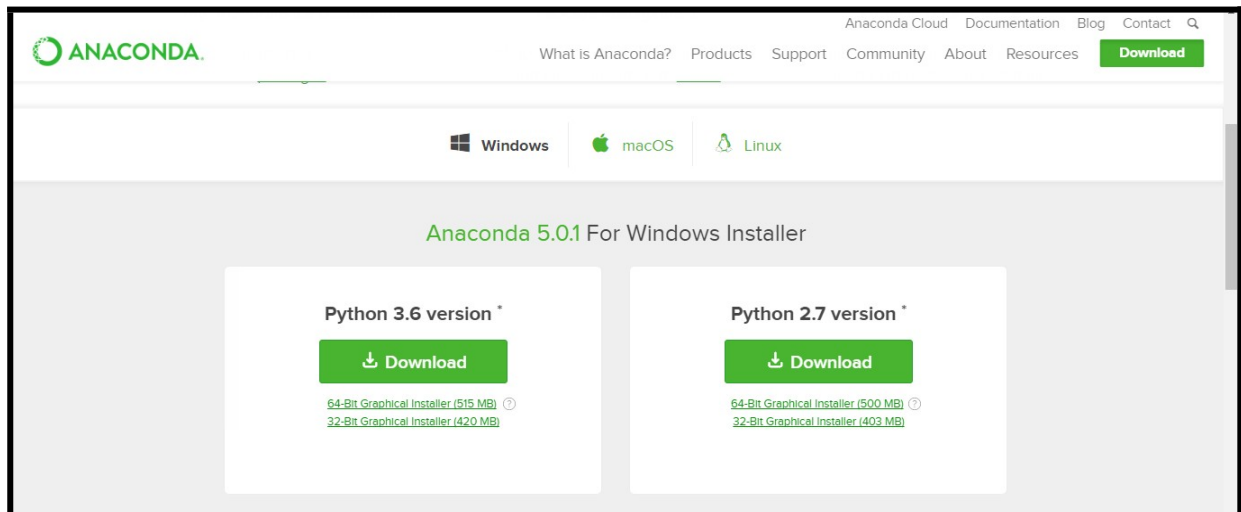 Anaconda Cloud Documentation Blog Contact
ANACONDA.
What is Anaconda? Products Support Community About Resources Download
Windows macOS Linux
Anaconda 5.0.1 For Windows Installer
Python 3.6 version *
Download
64-Bit Graphical Installer (515 MB) ?
32-Bit Graphical Installer (420 MB)
Python 2.7 version *
Download
64-Bit Graphical Installer (500 MB) ?
32-Bit Graphical Installer (403 MB)